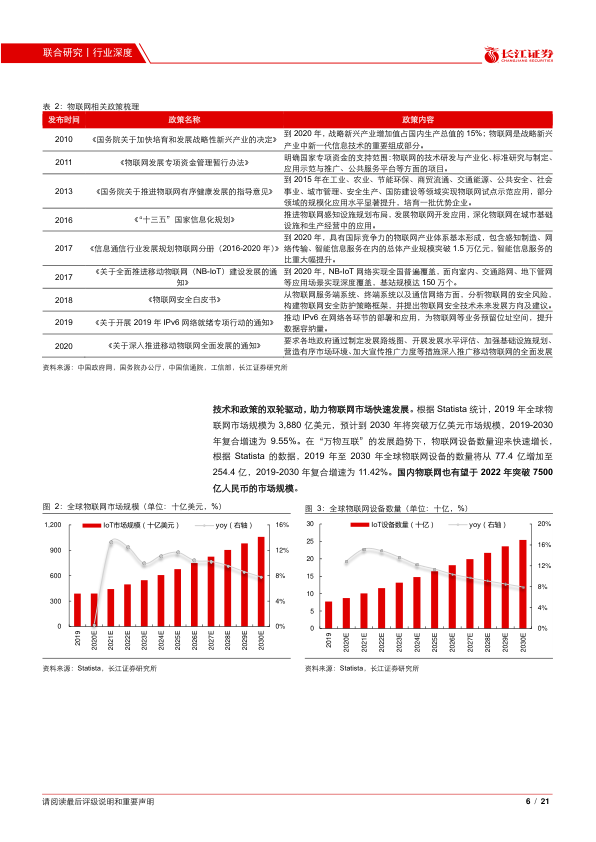 联合研究丨行业深度
长江证券
CHANGJIANG SECURITIES
表 2：物联网相关政策梳理
发布时间 政策名称 政策内容
2010 《国务院关于加快培育和发展战略性新兴产业的决定》 到 2020 年，战略新兴产业增加值占国内生产总值的 15%；物联网是战略新兴
产业中新一代信息技术的重要组成部分。
2011 《物联网发展专项资金管理暂行办法》 明确国家专项资金的支持范围：物联网的技术研发与产业化、标准研究与制定、
应用示范与推广、公共服务平台等方面的项目。
2013 《国务院关于推进物联网有序健康发展的指导意见》 到 2015 年在工业、农业、节能环保、商贸流通、交通能源、公共安全、社会
事业、城市管理、安全生产、国防建设等领域实现物联网试点示范应用，部分
领域的规模化应用水平显著提升，培育一批优势企业。
2016 《“十三五”国家信息化规划》 推进物联网感知设施规划布局，发展物联网开发应用，深化物联网在城市基础
设施和生产经营中的应用。
2017 《信息通信行业发展规划物联网分册（2016-2020 年）》 到 2020 年，具有国际竞争力的物联网产业体系基本形成，包含感知制造、网
络传输、智能信息服务在内的总体产业规模突破 1.5 万亿元，智能信息服务的
比重大幅提升。
2017 《关于全面推进移动物联网（NB-IoT）建设发展的通
知》 到 2020 年，NB-IoT 网络实现全国普遍覆盖，面向室内、交通路网、地下管网
等应用场景实现深度覆盖，基站规模达 150 万个。
2018 《物联网安全白皮书》 从物联网服务端系统、终端系统以及通信网络方面，分析物联网的安全风险，
构建物联网安全防护策略框架，并提出物联网安全技术未来发展方向及建议。
2019 《关于开展 2019 年 IPv6 网络就绪专项行动的通知》 推动 IPv6 在网络各环节的部署和应用，为物联网等业务预留位址空间，提升
数据容纳量。
2020 《关于深入推进移动物联网全面发展的通知》 要求各地政府通过制定发展路线图、开展发展水平评估、加强基础设施规划、
营造有序市场环境、加大宣传推广力度等措施深入推广移动物联网的全面发展
资料来源：中国政府网，国务院办公厅，中国信通院，工信部，长江证券研究所
技术和政策的双轮驱动，助力物联网市场快速发展。根据 Statista 统计，2019 年全球物
联网市场规模为 3,880 亿美元，预计到 2030 年将突破万亿美元市场规模，2019-2030
年复合增速为 9.55%。在“万物互联”的发展趋势下，物联网设备数量迎来快速增长，
根据 Statista 的数据，2019 年至 2030 年全球物联网设备的数量将从 77.4 亿增加至
254.4 亿，2019-2030 年复合增速为 11.42%。国内物联网也有望于 2022 年突破 7500
亿人民币的市场规模。
图 2：全球物联网市场规模（单位：十亿美元，%）
IoT市场规模（十亿美元） yoy（右轴）
1,200
900
600
300
0
16%
12%
8%
4%
0%
2019 2020E 2021E 2022E 2023E 2024E 2025E 2026E 2027E 2028E 2029E 2030E
资料来源：Statista，长江证券研究所
图 3：全球物联网设备数量（单位：十亿，%）
IoT设备数量（十亿） yoy（右轴）
30
25
20
15
10
5
0
20%
16%
12%
8%
4%
0%
2019 2020E 2021E 2022E 2023E 2024E 2025E 2026E 2027E 2028E 2029E 2030E
资料来源：Statista，长江证券研究所
请阅读最后评级说明和重要声明
6 / 21